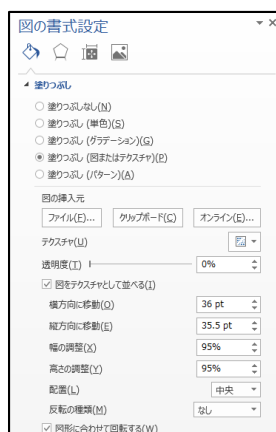 図の書式設定
塗りつぶし
塗りつぶしなし(N)
塗りつぶし (単色)(S)
塗りつぶし (グラデーション)(G)
塗りつぶし (図またはテクスチャ)(P)
塗りつぶし (パターン)(A)
図の挿入元
ファイル(F)... クリップボード(C) オンライン(E)...
テクスチャ(U)
透明度(T) 0%
図をテクスチャとして並べる(I)
横方向に移動(O) 36 pt
縦方向に移動(E) 35.5 pt
幅の調整(X) 95%
高さの調整(Y) 95%
配置(L) 中央
反転の種類(M) なし
図形に合わせて回転する(W)